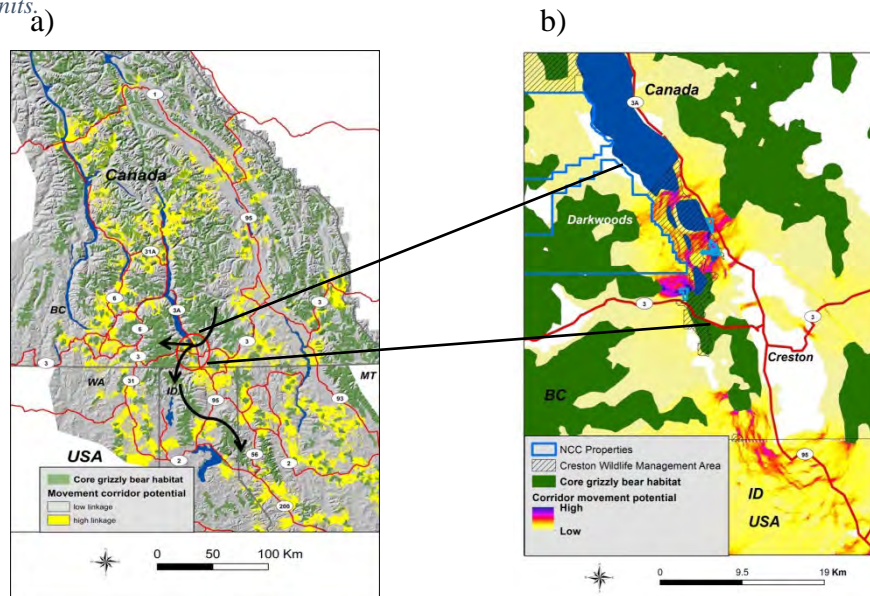 nits.
a)
b)
1
Canada
95
31A
6
BC
3A
3
6
3
3
3
WA
31
ID
95
MT
93
2
56
2
200
USA
Core grizzly bear habitat
Movement corridor potential
low linkage
high linkage
0 50 100 Km
Canada
3A
Darkwoods
3
3
Creston
BC
NCC Properties
Creston Wildlife Management Area
Core grizzly bear habitat
Corridor movement potential
High
Low
95
ID
USA
0 9.5 19 Km